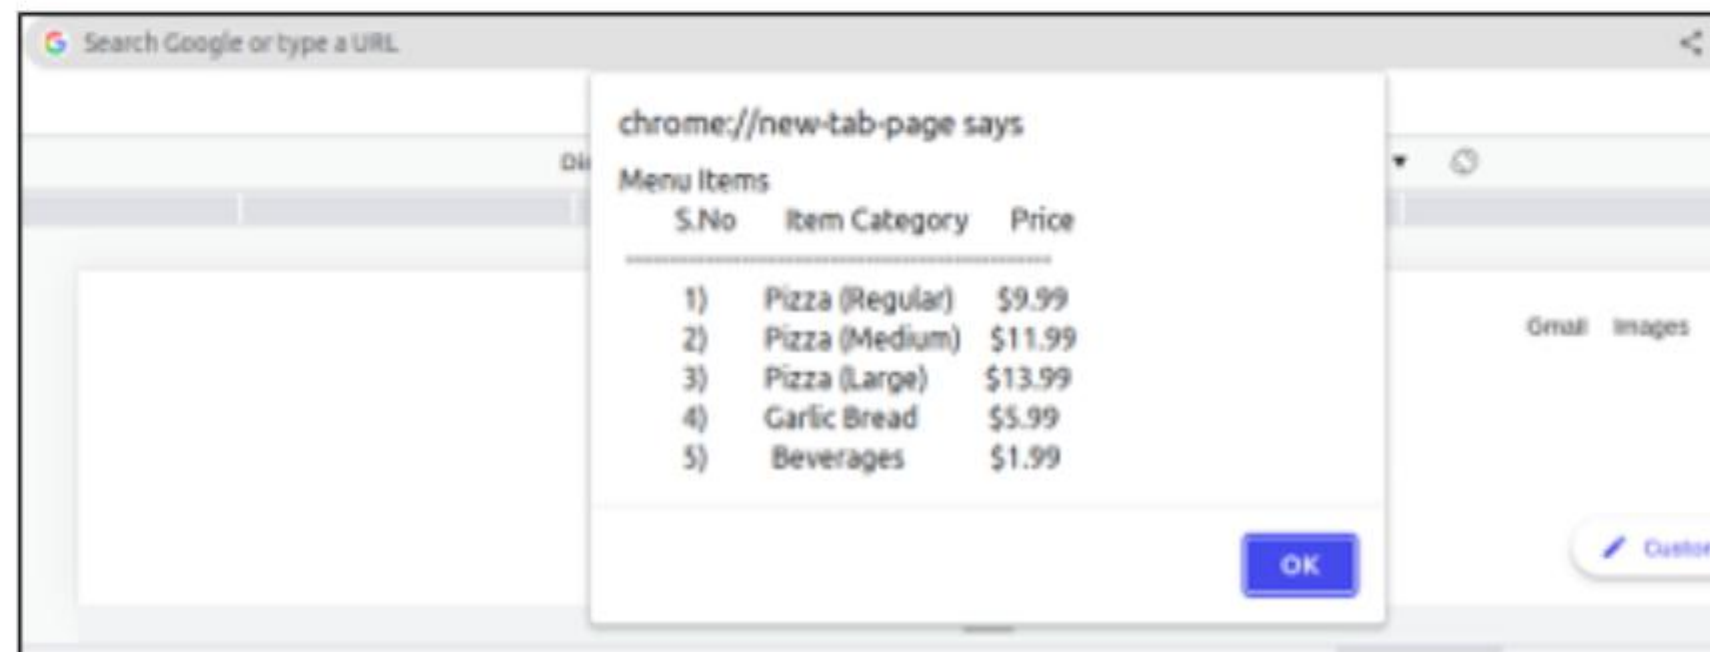 Search Google or type a URL
chrome://new-tab-page says
Menu Items
S.No Item Category Price
--------------------------------------------------
1) Pizza (Regular) $9.99
2) Pizza (Medium) $11.99
3) Pizza (Large) $13.99
4) Garlic Bread $5.99
5) Beverages $1.99
Gmail Images
OK